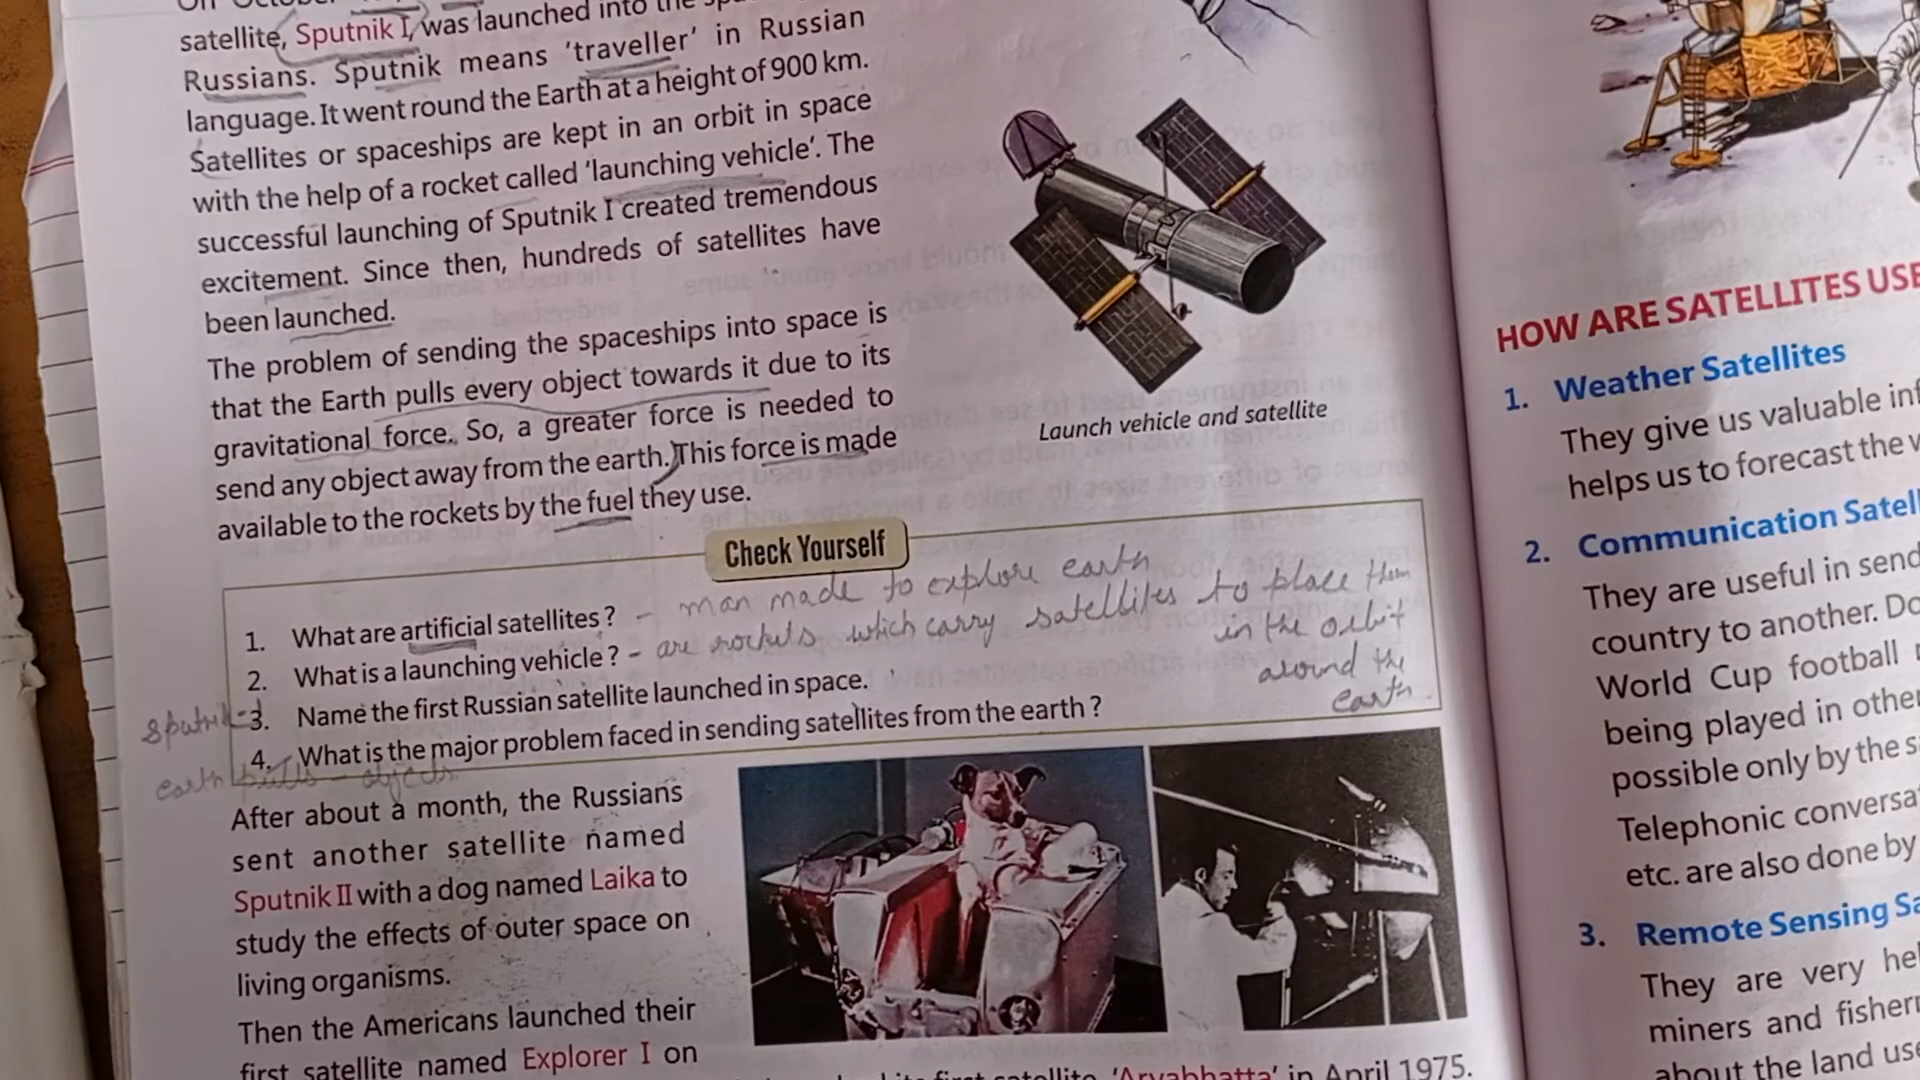 satellite, Sputnik I, was launched into the
Russians. Sputnik means ‘traveller’ in Russian
language. It went round the Earth at a height of 900 km.
Satellites or spaceships are kept in an orbit in space
with the help of a rocket called ‘launching vehicle‘. The
successful launching of Sputnik I created tremendous
excitement. Since then, hundreds of satellites have
been launched.
The problem of sending the spaceships into space is
that the Earth pulls every object towards it due to its
gravitational force. So, a greater force is needed to
send any object away from the earth. This force is made
available to the rockets by the fuel they use.
Launch vehicle and satellite
Check Yourself
1. What are artificial satellites ? - man made to explore earth
2. What is a launching vehicle ? - are rockets which carry satellites to place them
in the orbit
around the
earth
3. Name the first Russian satellite launched in space.
4. What is the major problem faced in sending satellites from the earth ?
earth pulls - objects
After about a month, the Russians
sent another satellite named
Sputnik II with a dog named Laika to
study the effects of outer space on
living organisms.
Then the Americans launched their
first satellite named Explorer I on
first satellite ‘Aryabhatta’ in April 1975.
HOW ARE SATELLITES
1. Weather Satellites
They give us valuable
helps us to forecast the
2. Communication
They are useful in
country to another.
World Cup football
being played in
possible only by the
Telephonic
etc. are also done by
3. Remote Sensing
They are very
miners and
about the land